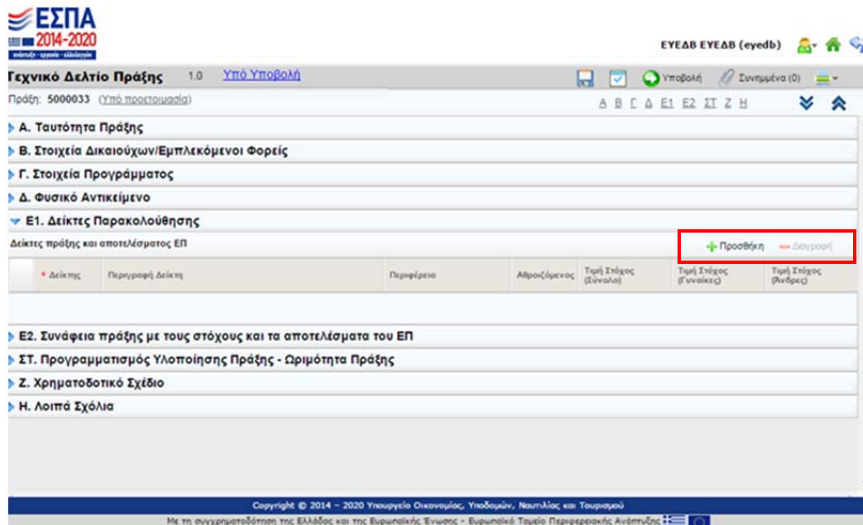 ΕΣΠΑ
2014-2020
ανάπτυξη - εργασία - αλληλεγγύη
ΕΥΕΔΒ ΕΥΕΔΒ (eyedb)
Τεχνικό Δελτίο Πράξης 1.0 Υπό Υποβολή Υποβολή Συνημμένα (0)
Πράξη: 5000033 (Υπό προετοιμασία) Α Β Γ Δ Ε1 Ε2 ΣΤ Ζ Η
Α. Ταυτότητα Πράξης
Β. Στοιχεία Δικαιούχων/Εμπλεκόμενοι Φορείς
Γ. Στοιχεία Προγράμματος
Δ. Φυσικό Αντικείμενο
Ε1. Δείκτες Παρακολούθησης
Δείκτες πράξης και αποτελέσματος ΕΠ Προσθήκη Διαγραφή
* Δείκτης Περιγραφή Δείκτη Περιφέρεια Αθροιζόμενος Τιμή Στόχος (Σύνολο) Τιμή Στόχος (Γυναίκες) Τιμή Στόχος (Άνδρες)
Ε2. Συνάφεια πράξης με τους στόχους και τα αποτελέσματα του ΕΠ
ΣΤ. Προγραμματισμός Υλοποίησης Πράξης - Ωριμότητα Πράξης
Ζ. Χρηματοδοτικό Σχέδιο
Η. Λοιπά Σχόλια
Copyright © 2014 - 2020 Υπουργείο Οικονομίας, Υποδομών, Ναυτιλίας και Τουρισμού
Με τη συγχρηματοδότηση της Ελλάδας και της Ευρωπαϊκής Ένωσης - Ευρωπαϊκό Ταμείο Περιφερειακής Ανάπτυξης